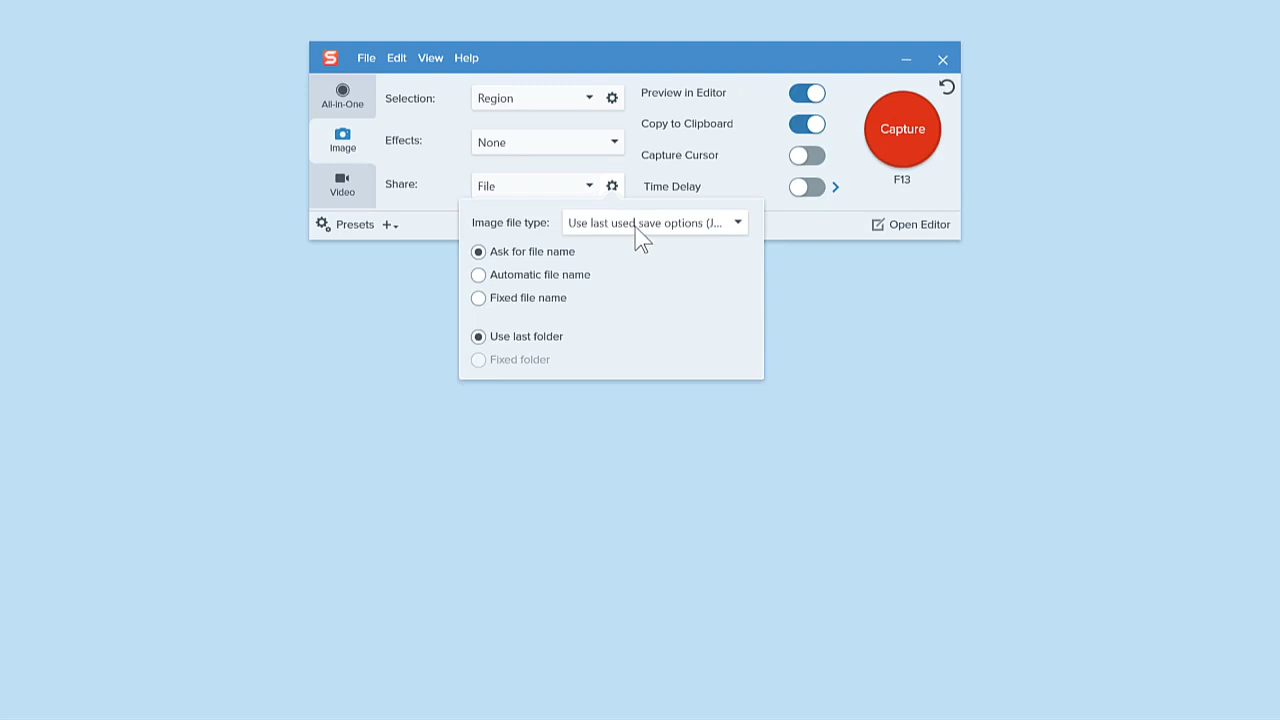 S File Edit View Help
All-in-One
Image
Video
Selection: Region
Effects: None
Share: File
Preview in Editor
Copy to Clipboard
Capture Cursor
Time Delay
Capture
F13
Presets +
Open Editor
Image file type: Use last used save options (J...
Ask for file name
Automatic file name
Fixed file name
Use last folder
Fixed folder